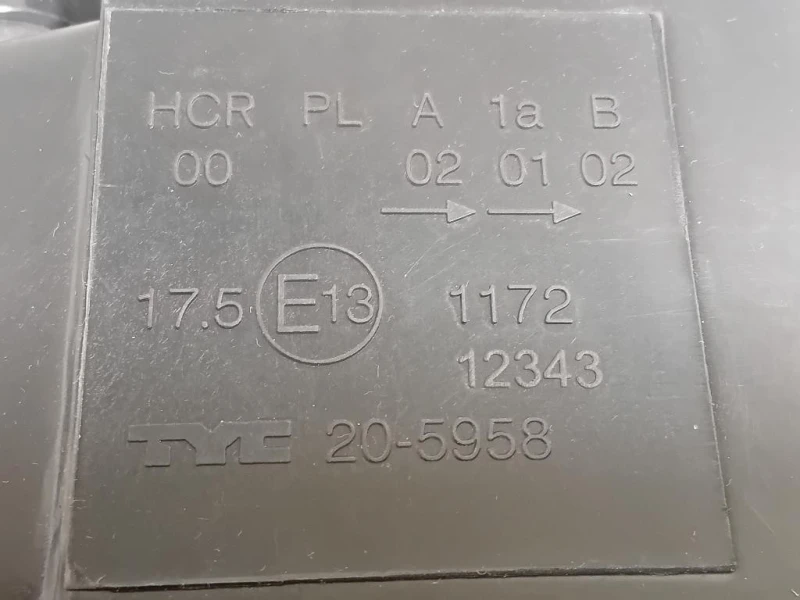 HCR PL A 1a B
00 02 01 02
→ →
17.5 E13 1172
12343
TYC 20-5958